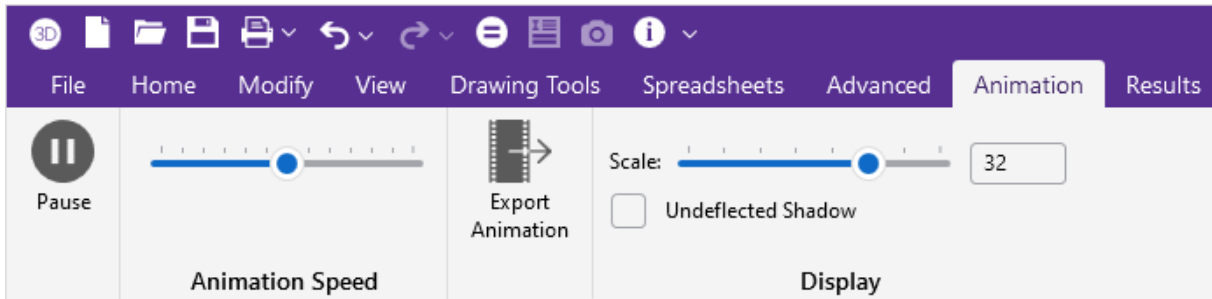 3D
File Home Modify View Drawing Tools Spreadsheets Advanced Animation Results
Scale: 32
Pause
Export
Animation
Undeflected Shadow
Animation Speed
Display